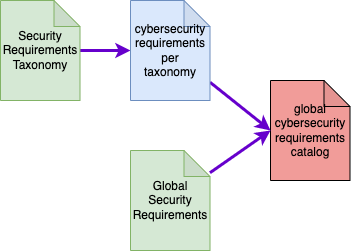 Security
Requirements
Taxonomy
cybersecurity
requirements
per
taxonomy
global
cybersecurity
requirements
catalog
Global
Security
Requirements